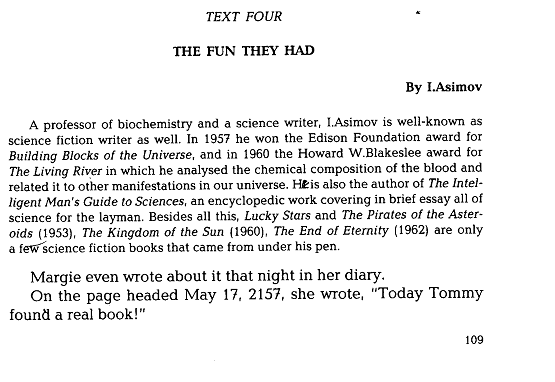 TEXT FOUR
THE FUN THEY HAD
By I.Asimov
A professor of biochemistry and a science writer, I.Asimov is well-known as
science fiction writer as well. In 1957 he won the Edison Foundation award for
Building Blocks of the Universe, and in 1960 the Howard W.Blakeslee award for
The Living River in which he analysed the chemical composition of the blood and
related it to other manifestations in our universe. He is also the author of The Intel-
ligent Man's Guide to Sciences, an encyclopedic work covering in brief essay all of
science for the layman. Besides all this, Lucky Stars and The Pirates of the Aster-
oids (1953), The Kingdom of the Sun (1960), The End of Eternity (1962) are only
a few science fiction books that came from under his pen.
Margie even wrote about it that night in her diary.
On the page headed May 17, 2157, she wrote, "Today Tommy
found a real book!"
109